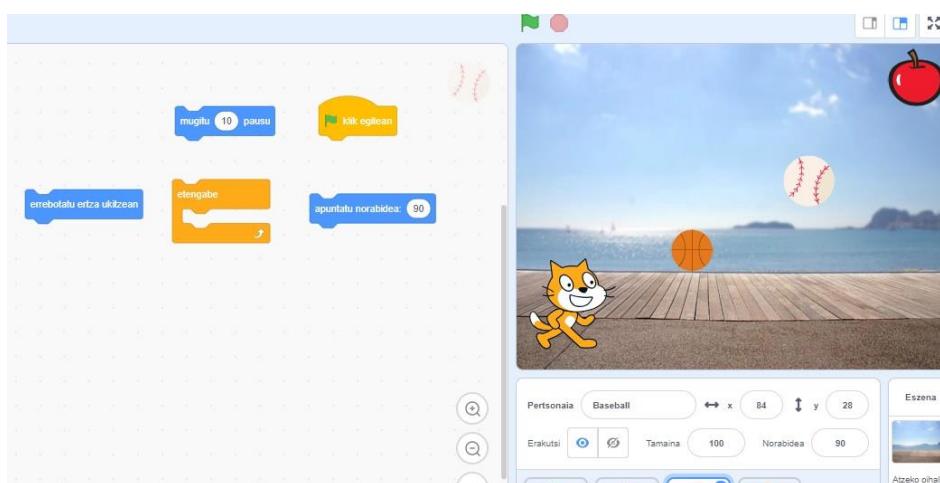 mugitu 10 pausu
klik egilean
errebotatu ertza ukitzean
etengabe
apuntatu norabidea: 90
Pertsonaia Baseball x 84 y 28
Erakutsi Tamaina 100 Norabidea 90
Eszena
Atzeko oihal